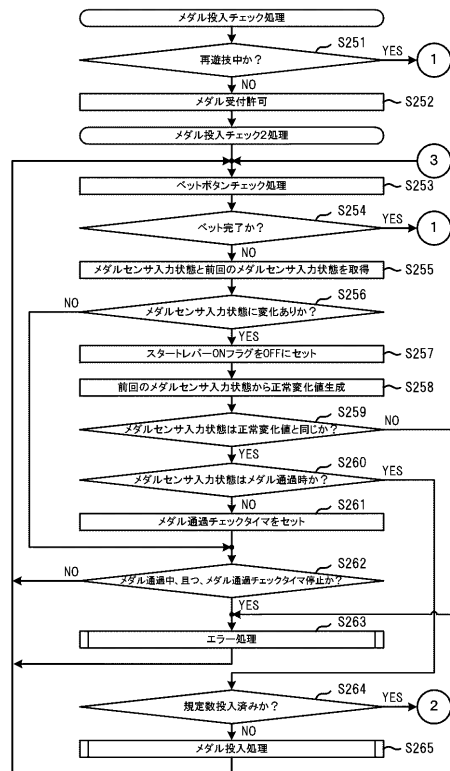 メダル投入チェック処理
S251
再遊技中か?
YES
1
NO
メダル受付許可
S252
メダル投入チェック2処理
3
ベットボタンチェック処理
S253
S254
ベット完了か?
YES
1
NO
メダルセンサ入力状態と前回のメダルセンサ入力状態を取得
S255
S256
NO
メダルセンサ入力状態に変化ありか?
YES
スタートレバーONフラグをOFFにセット
S257
前回のメダルセンサ入力状態から正常変化値生成
S258
S259
メダルセンサ入力状態は正常変化値と同じか?
NO
YES
S260
メダルセンサ入力状態はメダル通過時か?
YES
NO
S261
メダル通過チェックタイマをセット
S262
NO
メダル通過中、且つ、メダル通過チェックタイマ停止か?
YES
S263
エラー処理
S264
規定数投入済みか?
YES
2
NO
メダル投入処理
S265